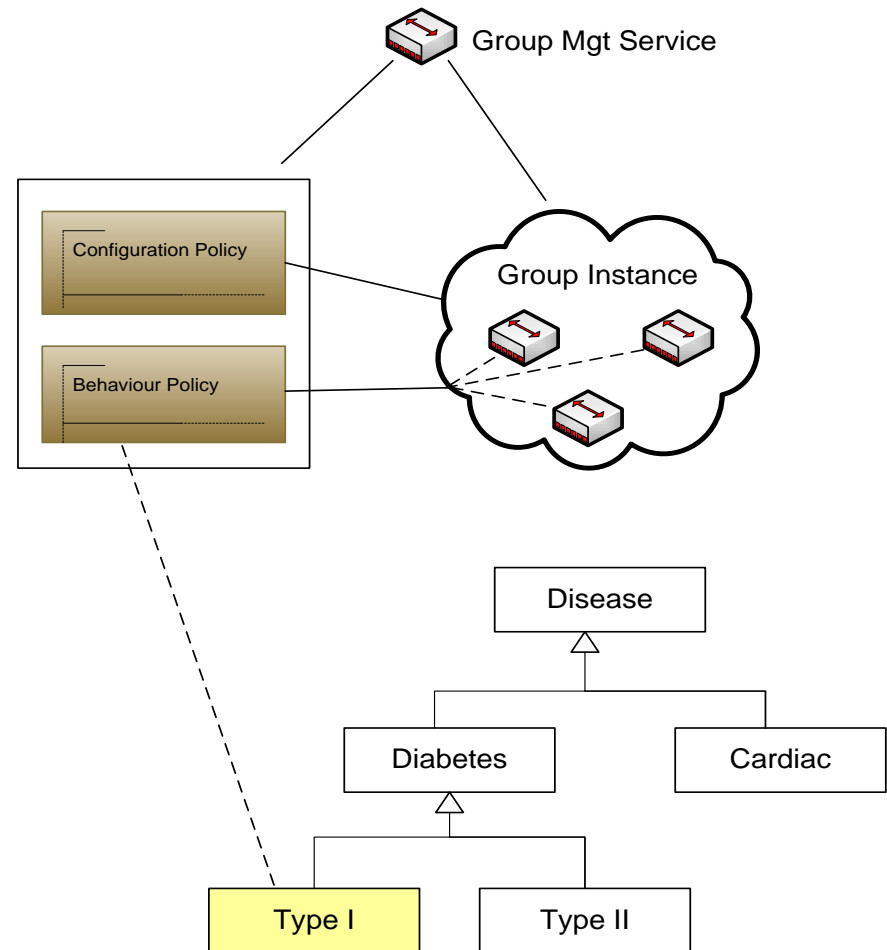 Group Mgt Service
Configuration Policy
Group Instance
Behaviour Policy
Disease
Diabetes
Cardiac
Type I
Type II